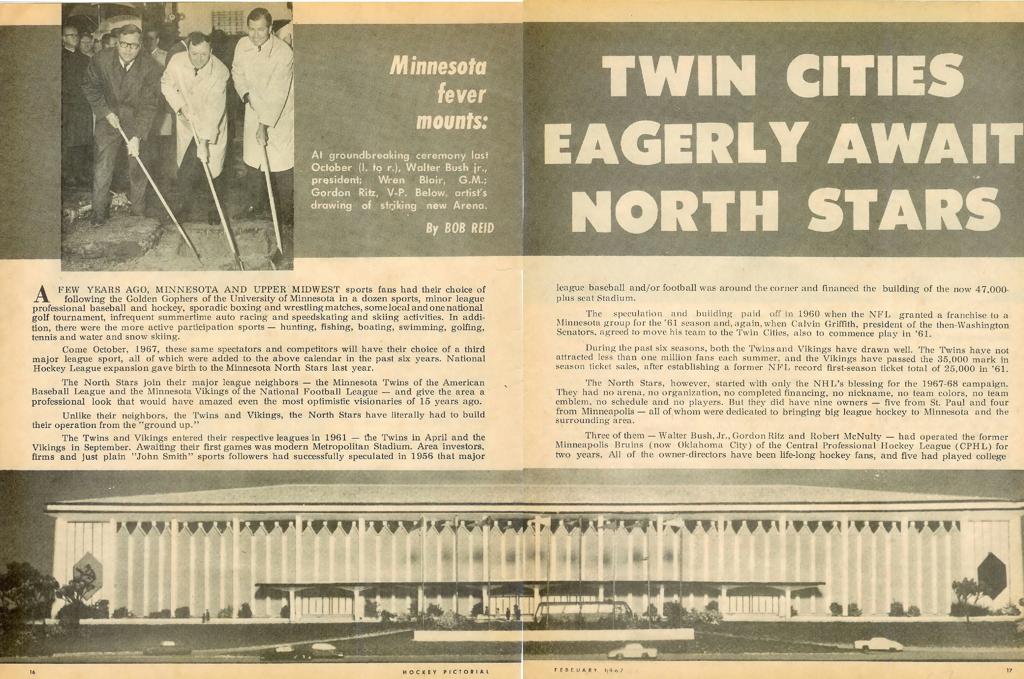 Minnesota
fever
mounts:
At groundbreaking ceremony last
October (l. to r.), Walter Bush jr.,
president; Wren Blair, G.M.;
Gordon Ritz, V-P. Below, artist's
drawing of striking new Arena.
By BOB REID
A FEW YEARS AGO, MINNESOTA AND UPPER MIDWEST sports fans had their choice of
following the Golden Gophers of the University of Minnesota in a dozen sports, minor league
professional baseball and hockey, sporadic boxing and wrestling matches, some local and one national
golf tournament, infrequent summertime auto racing and speedskating and skiing activities. In addi-
tion, there were the more active participation sports — hunting, fishing, boating, swimming, golfing,
tennis and water and snow skiing.
Come October, 1967, these same spectators and competitors will have their choice of a third
major league sport, all of which were added to the above calendar in the past six years. National
Hockey League expansion gave birth to the Minnesota North Stars last year.
The North Stars join their major league neighbors — the Minnesota Twins of the American
Baseball League and the Minnesota Vikings of the National Football League — and give the area a
professional look that would have amazed even the most optimistic visionaries of 15 years ago.
Unlike their neighbors, the Twins and Vikings, the North Stars have literally had to build
their operation from the "ground up."
The Twins and Vikings entered their respective leagues in 1961 — the Twins in April and the
Vikings in September. Awaiting their first games was modern Metropolitan Stadium. Area investors,
firms and just plain "John Smith" sports followers had successfully speculated in 1956 that major
16
HOCKEY PICTORIAL
TWIN CITIES
EAGERLY AWAIT
NORTH STARS
league baseball and/or football was around the corner and financed the building of the now 47,000-
plus seat Stadium.
The speculation and building paid off in 1960 when the NFL granted a franchise to a
Minnesota group for the '61 season and, again, when Calvin Griffith, president of the then-Washington
Senators, agreed to move his team to the Twin Cities, also to commence play in '61.
During the past six seasons, both the Twins and Vikings have drawn well. The Twins have not
attracted less than one million fans each summer, and the Vikings have passed the 35,000 mark in
season ticket sales, after establishing a former NFL record first-season ticket total of 25,000 in '61.
The North Stars, however, started with only the NHL's blessing for the 1967-68 campaign.
They had no arena, no organization, no completed financing, no nickname, no team colors, no team
emblem, no schedule and no players. But they did have nine owners — five from St. Paul and four
from Minneapolis — all of whom were dedicated to bringing big league hockey to Minnesota and the
surrounding area.
Three of them — Walter Bush, Jr., Gordon Ritz and Robert McNulty — had operated the former
Minneapolis Bruins (now Oklahoma City) of the Central Professional Hockey League (CPHL) for
two years. All of the owner-directors have been life-long hockey fans, and five had played college
FEBRUARY 1967
17